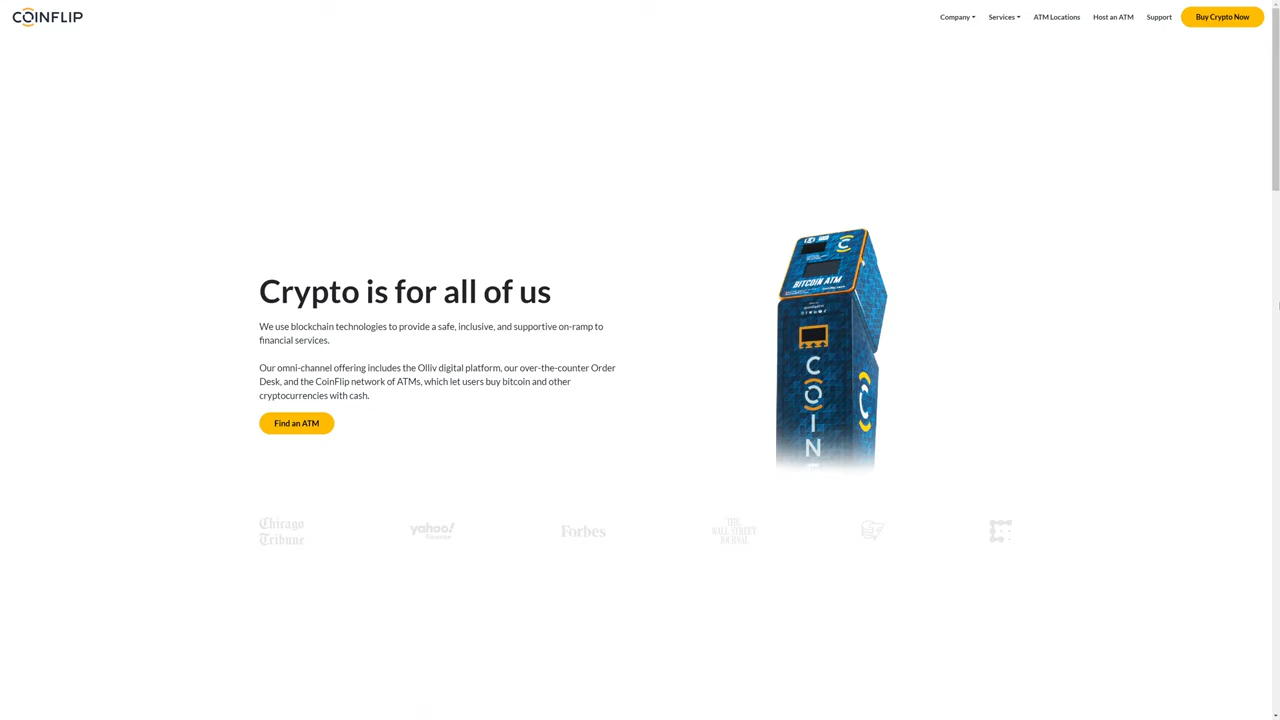 COINFLIP
Company
Services
ATM Locations
Host an ATM
Support
Buy Crypto Now
Crypto is for all of us
We use blockchain technologies to provide a safe, inclusive, and supportive on-ramp to
financial services.
Our omni-channel offering includes the Olliv digital platform, our over-the-counter Order
Desk, and the CoinFlip network of ATMs, which let users buy bitcoin and other
cryptocurrencies with cash.
Find an ATM
BITCOIN ATM
C
O
I
N
Chicago
Tribune
yahoo!
finance
Forbes
THE
WALL STREET
JOURNAL